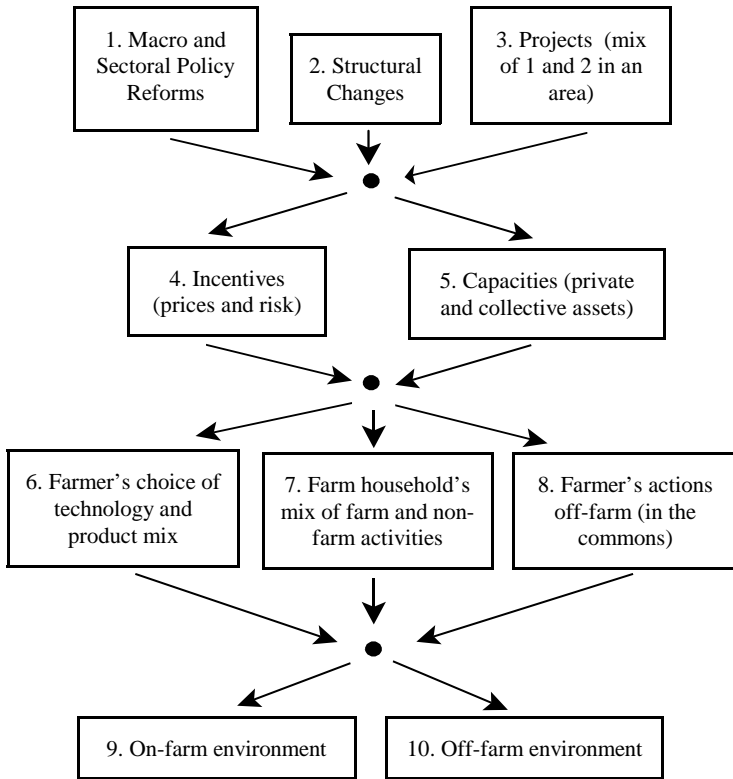 1. Macro and
Sectoral Policy
Reforms
2. Structural
Changes
3. Projects (mix
of 1 and 2 in an
area)
4. Incentives
(prices and risk)
5. Capacities (private
and collective assets)
6. Farmer's choice of
technology and
product mix
7. Farm household's
mix of farm and non-
farm activities
8. Farmer's actions
off-farm (in the
commons)
9. On-farm environment
10. Off-farm environment